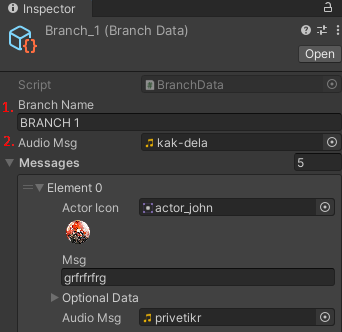 Inspector
Branch_1 (Branch Data)
Open
Script BranchData
1. Branch Name
BRANCH 1
2. Audio Msg kak-dela
Messages 5
Element 0
Actor Icon actor_john
Msg
grfrfrfrg
Optional Data
Audio Msg privetikr